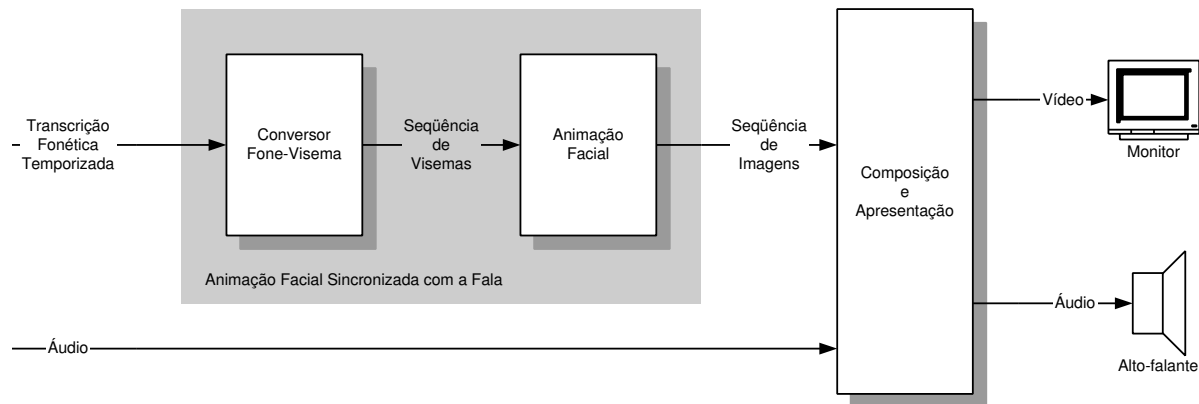 Transcrição
Fonética
Temporizada
Conversor
Fone-Visema
Seqüência
de
Visemas
Animação
Facial
Seqüência
de
Imagens
Composição
e
Apresentação
Vídeo
Monitor
Animação Facial Sincronizada com a Fala
Áudio
Áudio
Alto-falante